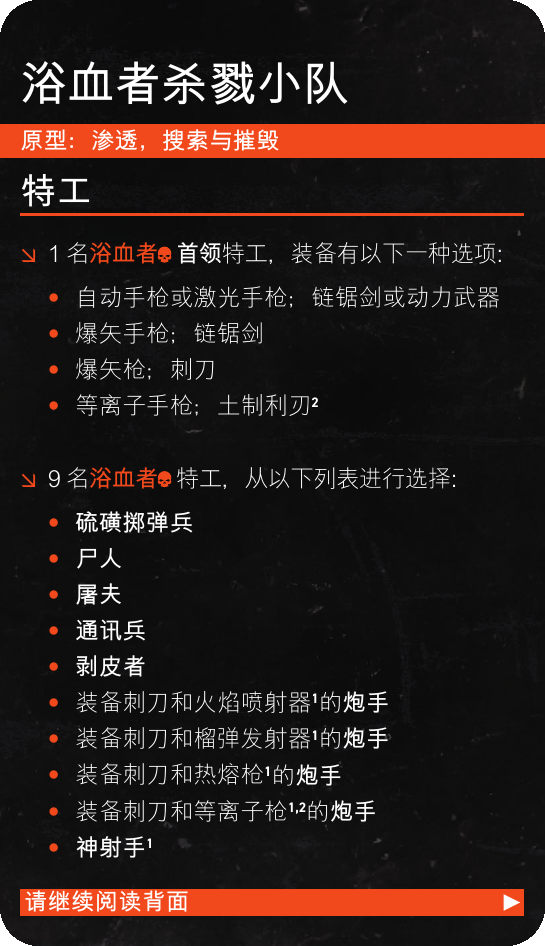 浴血者杀戮小队
原型：渗透，搜索与摧毁
特工
1 名浴血者 首领特工，装备有以下一种选项:
自动手枪或激光手枪；链锯剑或动力武器
爆矢手枪；链锯剑
爆矢枪；刺刀
等离子手枪；土制利刃²
9 名浴血者 特工，从以下列表进行选择:
硫磺掷弹兵
尸人
屠夫
通讯兵
剥皮者
装备刺刀和火焰喷射器¹的炮手
装备刺刀和榴弹发射器¹的炮手
装备刺刀和热熔枪¹的炮手
装备刺刀和等离子枪¹,²的炮手
神射手¹
请继续阅读背面